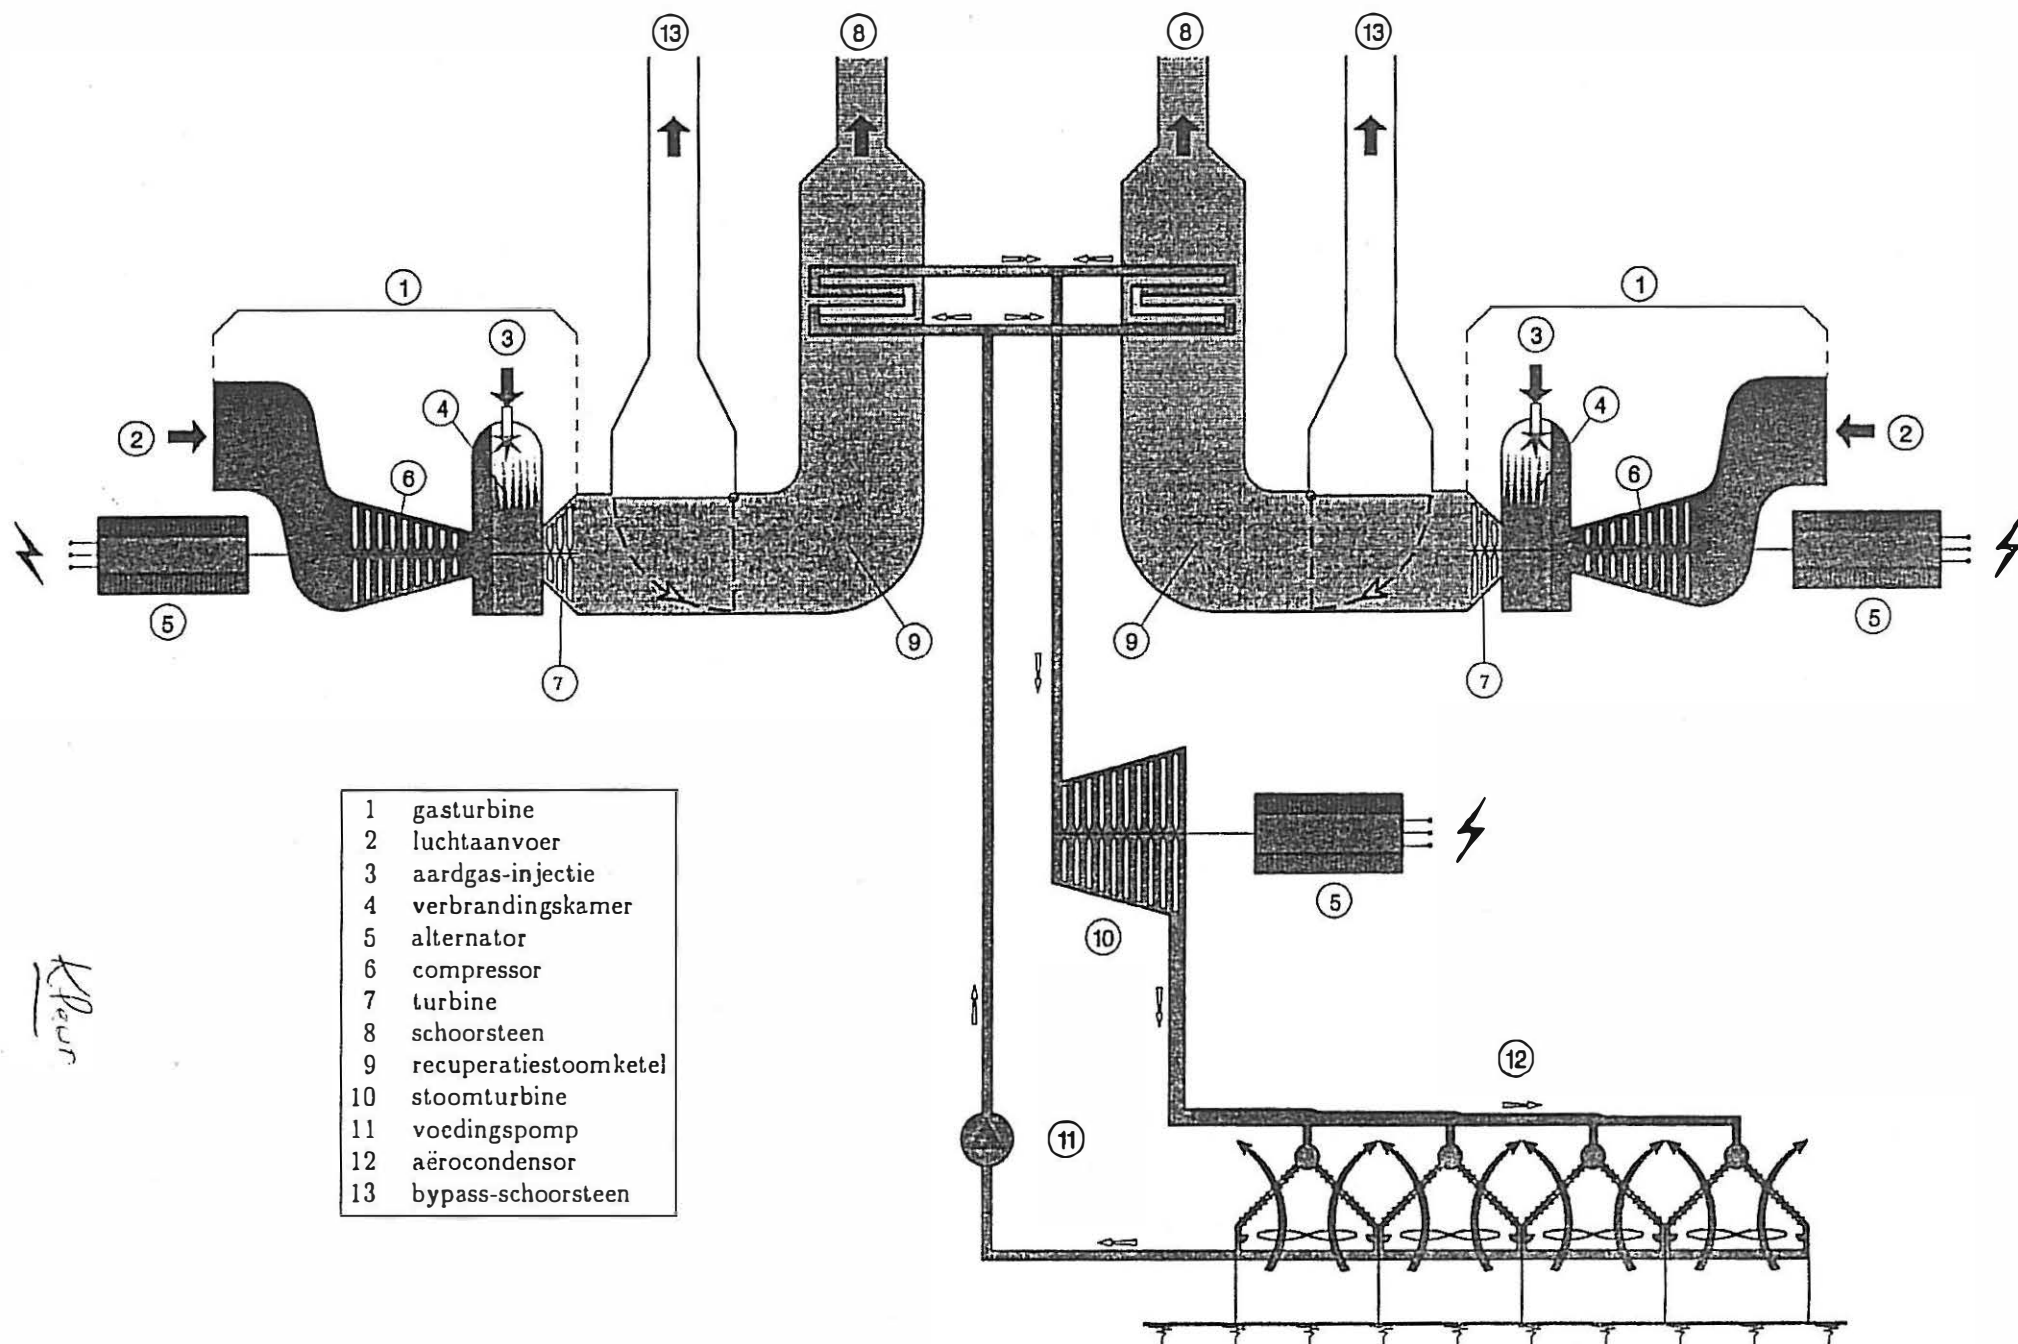 13 8 8 13
1 1
3 3
4 4
2 2
6 6
5 5
9 9
7 7
5
10
12
11
1 gasturbine
2 luchtaanvoer
3 aardgas-injectie
4 verbrandingskamer
5 alternator
6 compressor
7 turbine
8 schoorsteen
9 recuperatiestoomketel
10 stoomturbine
11 voedingspomp
12 aërocondensor
13 bypass-schoorsteen